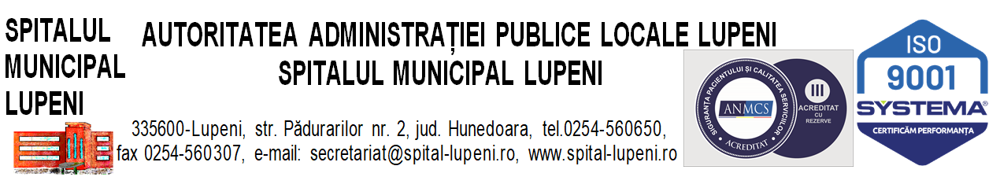 SPITALUL
MUNICIPAL
LUPENI
AUTORITATEA ADMINISTRAȚIEI PUBLICE LOCALE LUPENI
SPITALUL MUNICIPAL LUPENI
335600-Lupeni, str. Pădurarilor nr. 2, jud. Hunedoara, tel.0254-560650,
fax 0254-560307, e-mail: secretariat@spital-lupeni.ro, www.spital-lupeni.ro
SIGURANȚA PACIENTULUI ȘI CALITATEA SERVICIILOR
ANMCS
• ACREDITAT •
III
ACREDITAT
CU
REZERVE
ISO
9001
SYSTEMA®
CERTIFICĂM PERFORMANȚA